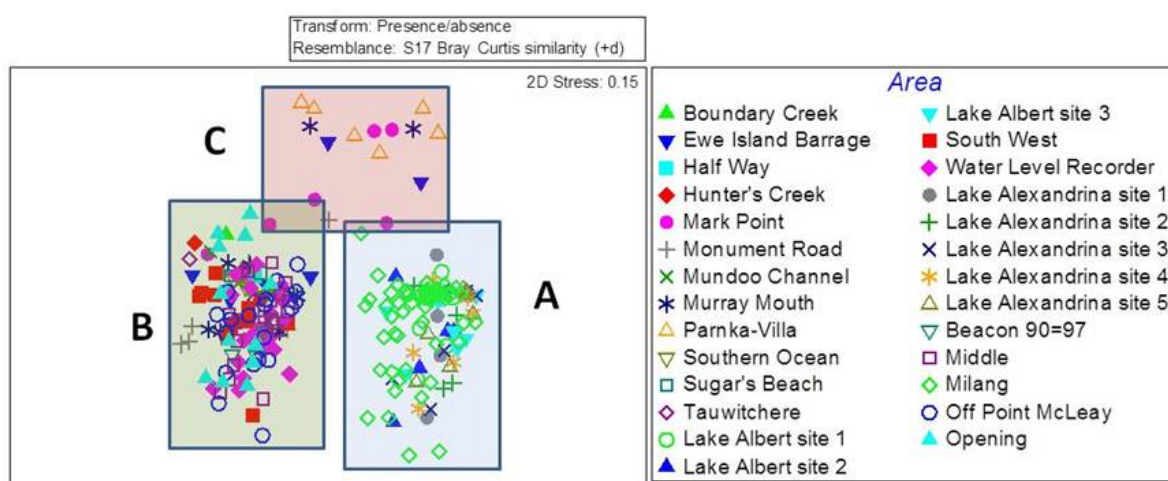 Transform: Presence/absence
Resemblance: S17 Bray Curtis similarity (+d)
2D Stress: 0.15
C
B
A
Area
Boundary Creek
Ewe Island Barrage
Half Way
Hunter's Creek
Mark Point
Monument Road
Mundoo Channel
Murray Mouth
Parnka-Villa
Southern Ocean
Sugar's Beach
Tauwitchere
Lake Albert site 1
Lake Albert site 2
Lake Albert site 3
South West
Water Level Recorder
Lake Alexandrina site 1
Lake Alexandrina site 2
Lake Alexandrina site 3
Lake Alexandrina site 4
Lake Alexandrina site 5
Beacon 90=97
Middle
Milang
Off Point McLeay
Opening